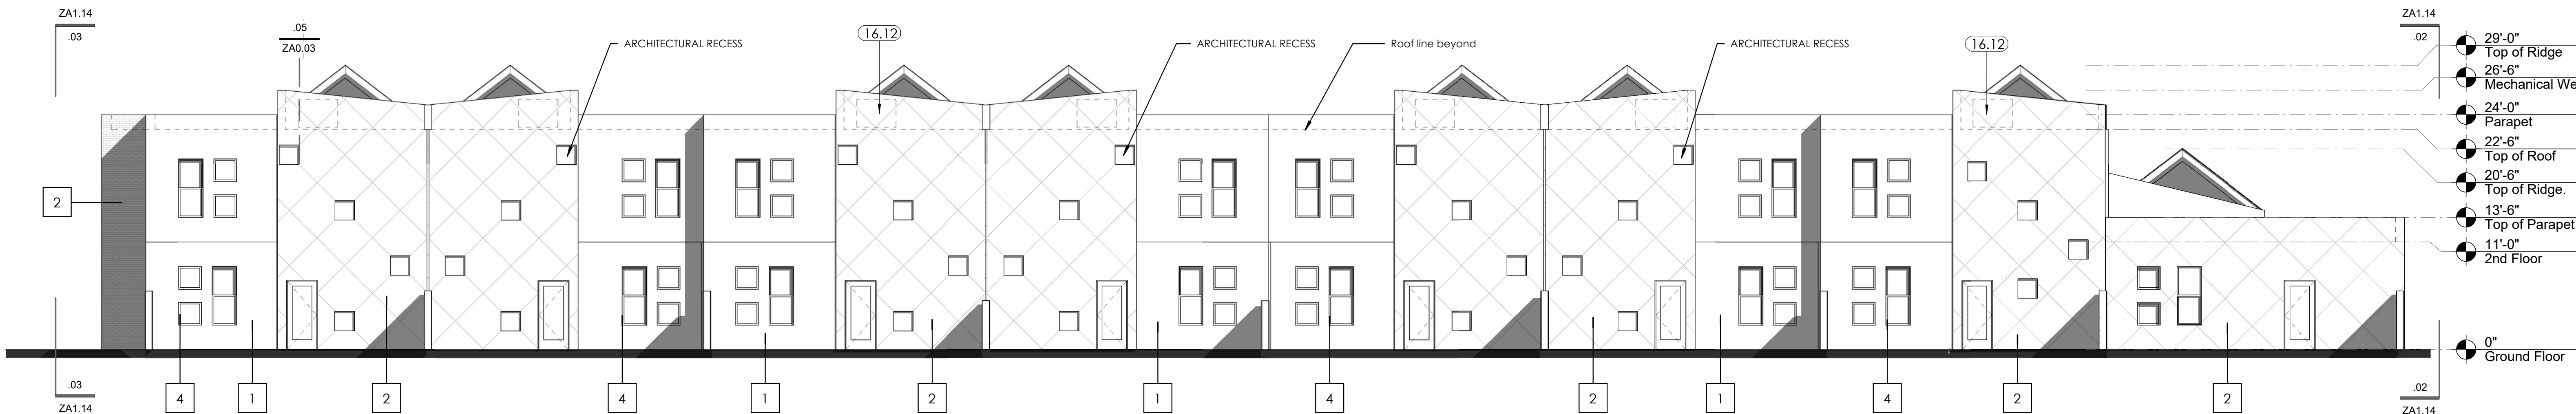 ZA1.14
.03
.05
ZA0.03
ARCHITECTURAL RECESS
16.12
ARCHITECTURAL RECESS
Roof line beyond
ARCHITECTURAL RECESS
16.12
ZA1.14
.02
29'-0"
Top of Ridge
26'-6"
Mechanical We
24'-0"
Parapet
22'-6"
Top of Roof
20'-6"
Top of Ridge.
13'-6"
Top of Parapet
11'-0"
2nd Floor
0"
Ground Floor
2
.03
ZA1.14
4
1
2
4
1
2
1
4
2
1
4
2
2
.02
ZA1.14